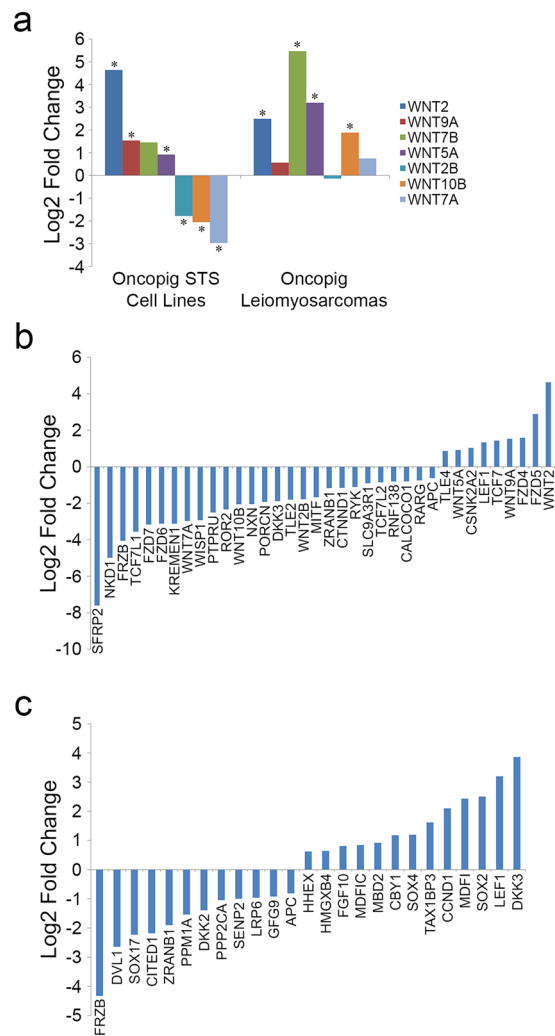 a
6
5
4
3
2
1
0
-1
-2
-3
-4
Log2 Fold Change
*
*
*
*
*
*
*
*
*
*
Oncopig STS
Cell Lines
Oncopig
Leiomyosarcomas
WNT2
WNT9A
WNT7B
WNT5A
WNT2B
WNT10B
WNT7A
b
6
4
2
0
-2
-4
-6
-8
-10
Log2 Fold Change
SFRP2
NKD1
FRZB
TCF7L1
FZD7
FZD6
KREMEN1
WNT7A
WISP1
PTPRU
ROR2
WNT10B
NXN
PORCN
DKK3
TLE2
WNT2B
MITF
ZRANB1
CTNND1
RYK
SLC9A3R1
TCF7L2
RNF138
CALCOCO1
RARG
APC
TLE4
WNT5A
CSNK2A2
LEF1
TCF7
WNT9A
FZD4
FZD5
WNT2
c
5
4
3
2
1
0
-1
-2
-3
-4
-5
Log2 Fold Change
FRZB
DVL1
SOX17
CITED1
ZRANB1
PPM1A
DKK2
PPP2CA
SENP2
LRP6
GFG9
APC
HHEX
HMGXB4
FGF10
MDFIC
MBD2
CBY1
SOX4
TAX1BP3
CCND1
MDFI
SOX2
LEF1
DKK3